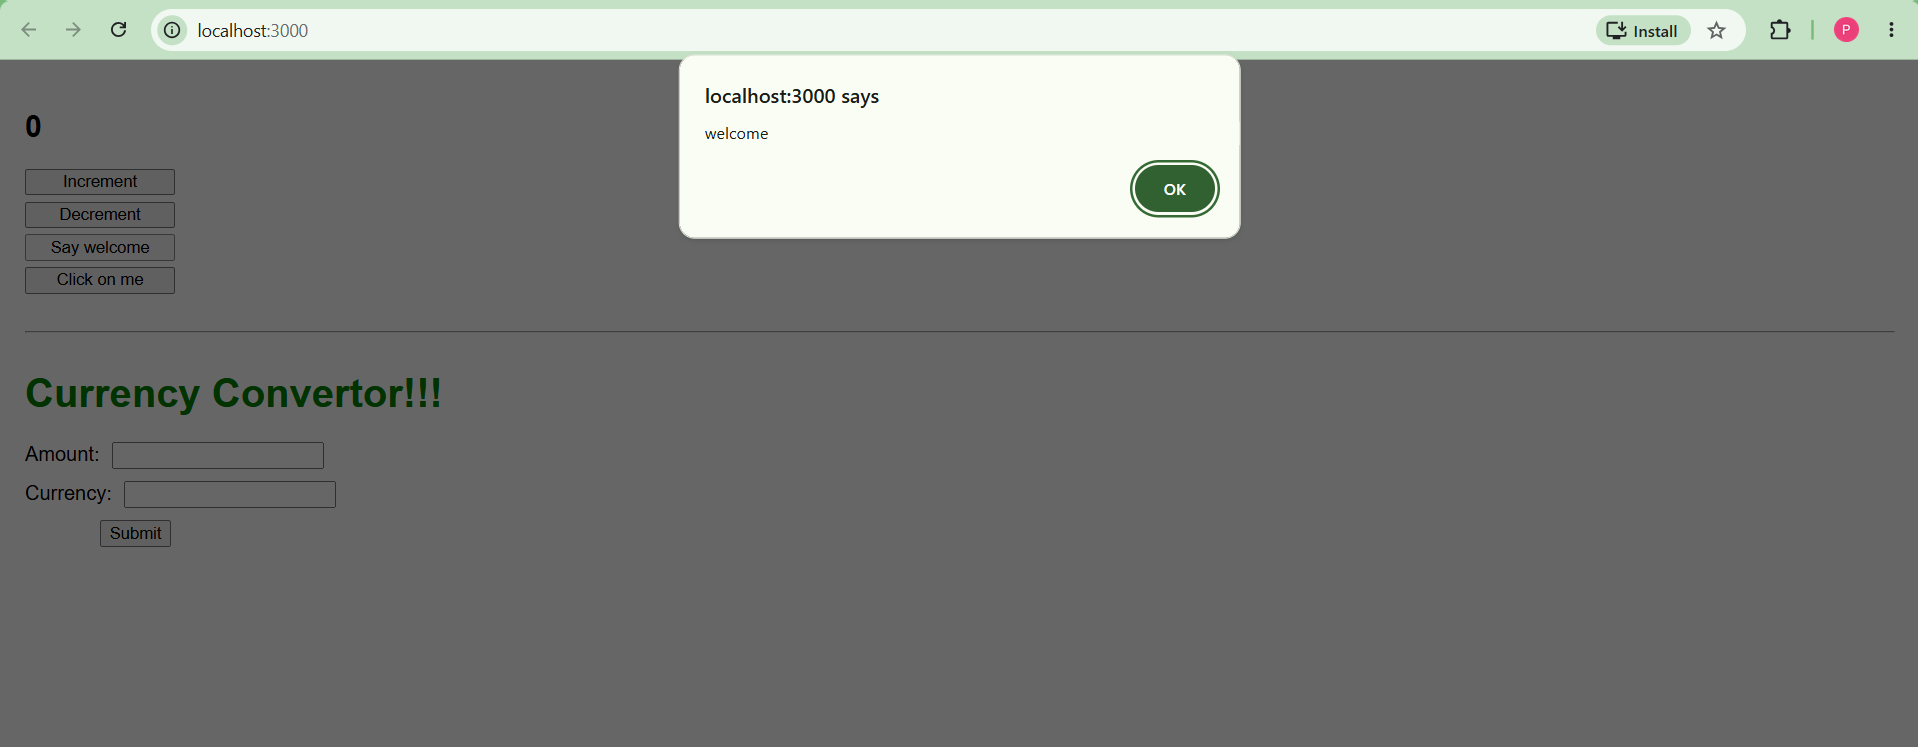 localhost:3000
Install
P
localhost:3000 says
welcome
OK
0
Increment
Decrement
Say welcome
Click on me
Currency Convertor!!!
Amount:
Currency:
Submit